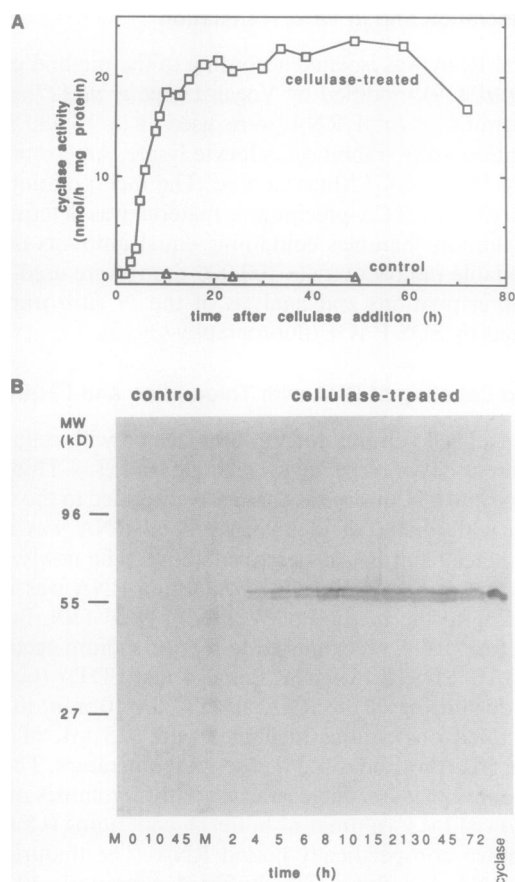 A
cyclase activity
(nmol/h mg protein)
20
10
0
cellulase-treated
control
0 20 40 60 80
time after cellulase addition (h)
B
control cellulase-treated
MW
(kD)
96
55
27
M 0 10 45 M 2 4 5 6 8 10 15 21 30 45 72 cyclase
time (h)